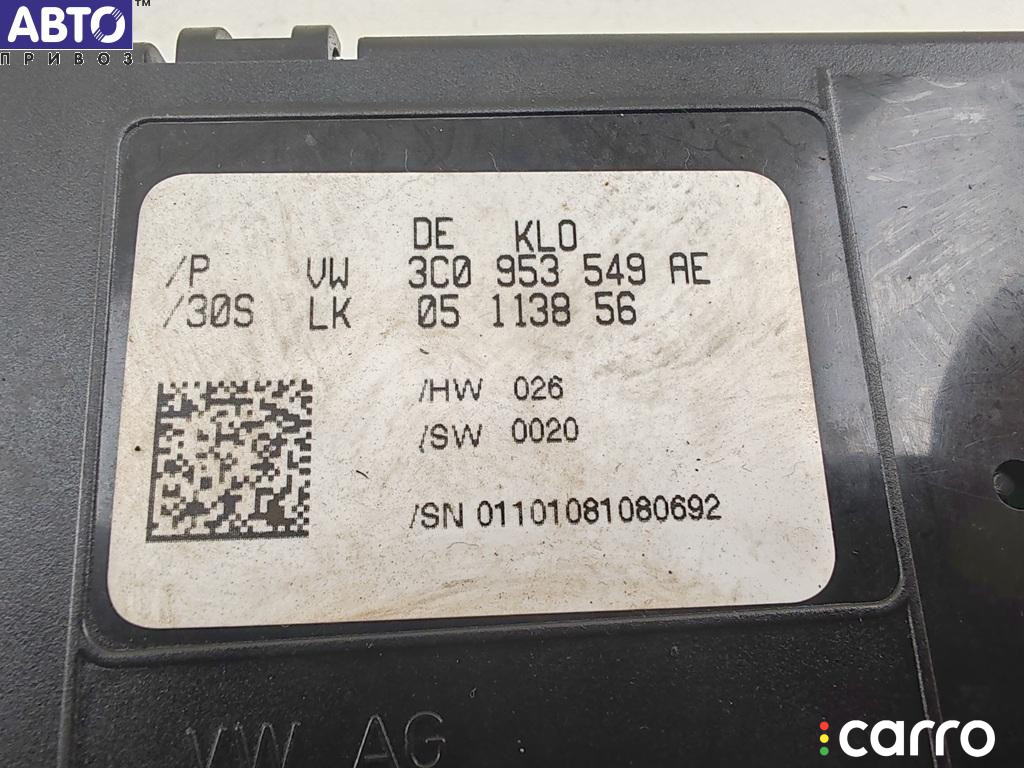 АВТО™
ПРИВОЗ
DE KLO
/P VW 3C0 953 549 AE
/30S LK 05 1138 56
/HW 026
/SW 0020
/SN 01101081080692
VW AG
carro